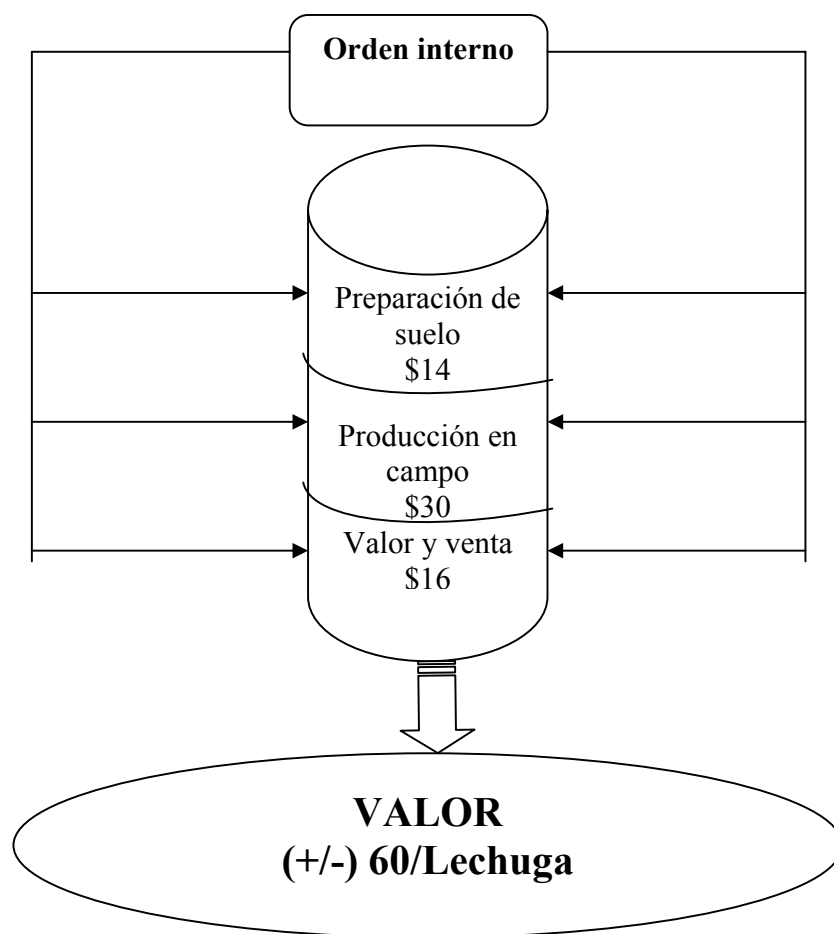 Orden interno
Preparación de
suelo
$14
Producción en
campo
$30
Valor y venta
$16
VALOR
(+/-) 60/Lechuga